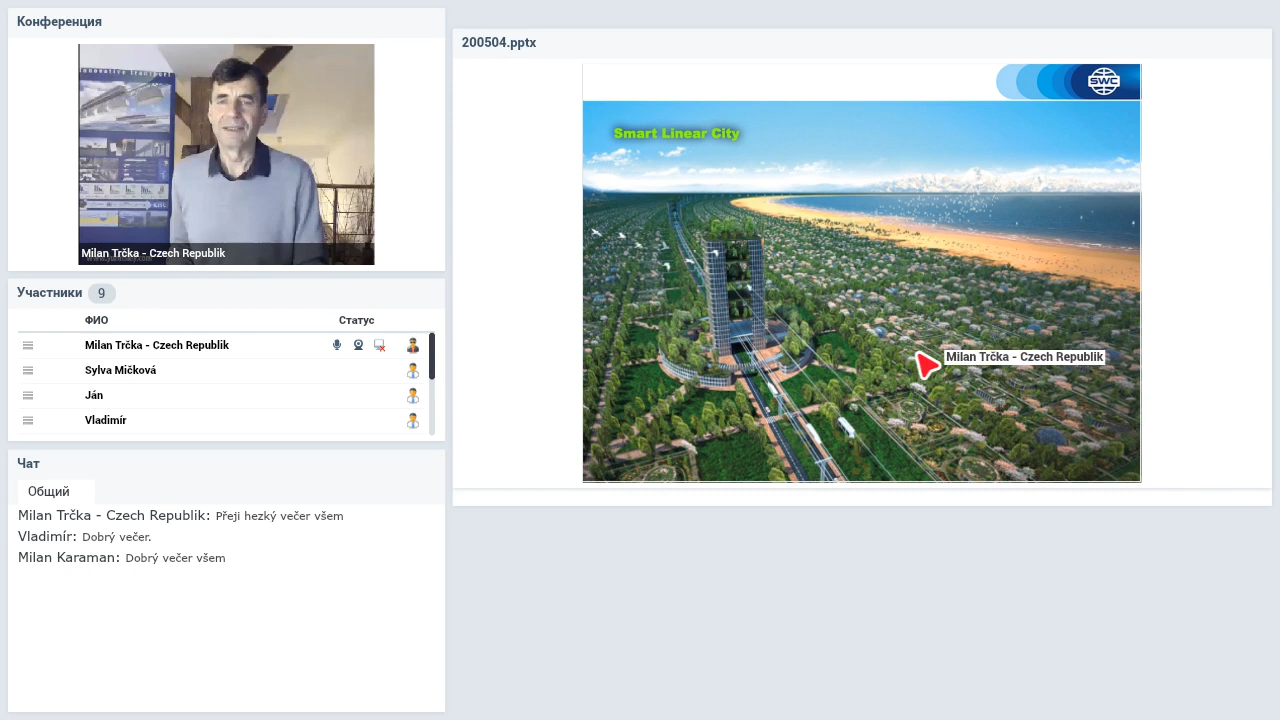 Конференция
innovative transport
Milan Trčka - Czech Republik
Участники 9
ФИО Статус
Milan Trčka - Czech Republik
Sylva Mičková
Ján
Vladimír
Чат
Общий
Milan Trčka - Czech Republik: Přeji hezký večer všem
Vladimír: Dobrý večer.
Milan Karaman: Dobrý večer všem
200504.pptx
SWC
Smart Linear City
Milan Trčka - Czech Republik